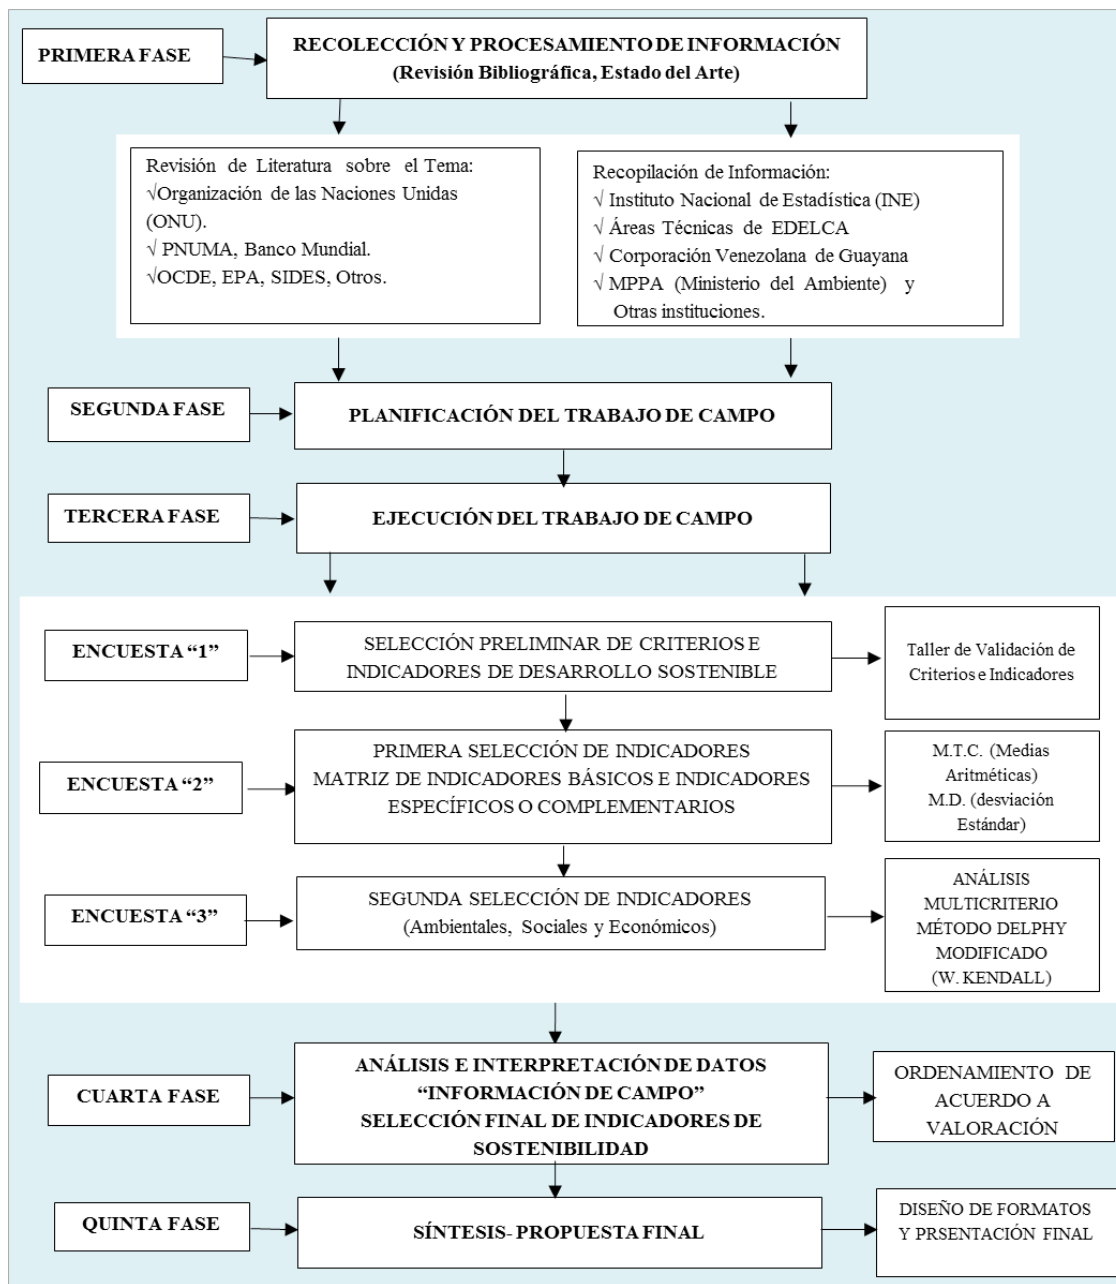 PRIMERA FASE
RECOLECCIÓN Y PROCESAMIENTO DE INFORMACIÓN
(Revisión Bibliográfica, Estado del Arte)
Revisión de Literatura sobre el Tema:
√Organización de las Naciones Unidas
(ONU).
√ PNUMA, Banco Mundial.
√OCDE, EPA, SIDES, Otros.
Recopilación de Información:
√ Instituto Nacional de Estadística (INE)
√ Áreas Técnicas de EDELCA
√ Corporación Venezolana de Guayana
√ MPPA (Ministerio del Ambiente) y
Otras instituciones.
SEGUNDA FASE
PLANIFICACIÓN DEL TRABAJO DE CAMPO
TERCERA FASE
EJECUCIÓN DEL TRABAJO DE CAMPO
ENCUESTA “1”
SELECCIÓN PRELIMINAR DE CRITERIOS E
INDICADORES DE DESARROLLO SOSTENIBLE
Taller de Validación de
Criterios e Indicadores
ENCUESTA “2”
PRIMERA SELECCIÓN DE INDICADORES
MATRIZ DE INDICADORES BÁSICOS E INDICADORES
ESPECÍFICOS O COMPLEMENTARIOS
M.T.C. (Medias
Aritméticas)
M.D. (desviación
Estándar)
ENCUESTA “3”
SEGUNDA SELECCIÓN DE INDICADORES
(Ambientales, Sociales y Económicos)
ANÁLISIS
MULTICRITERIO
MÉTODO DELPHY
MODIFICADO
(W. KENDALL)
CUARTA FASE
ANÁLISIS E INTERPRETACIÓN DE DATOS
“INFORMACIÓN DE CAMPO”
SELECCIÓN FINAL DE INDICADORES DE
SOSTENIBILIDAD
ORDENAMIENTO DE
ACUERDO A
VALORACIÓN
QUINTA FASE
SÍNTESIS- PROPUESTA FINAL
DISEÑO DE FORMATOS
Y PRSENTACIÓN FINAL